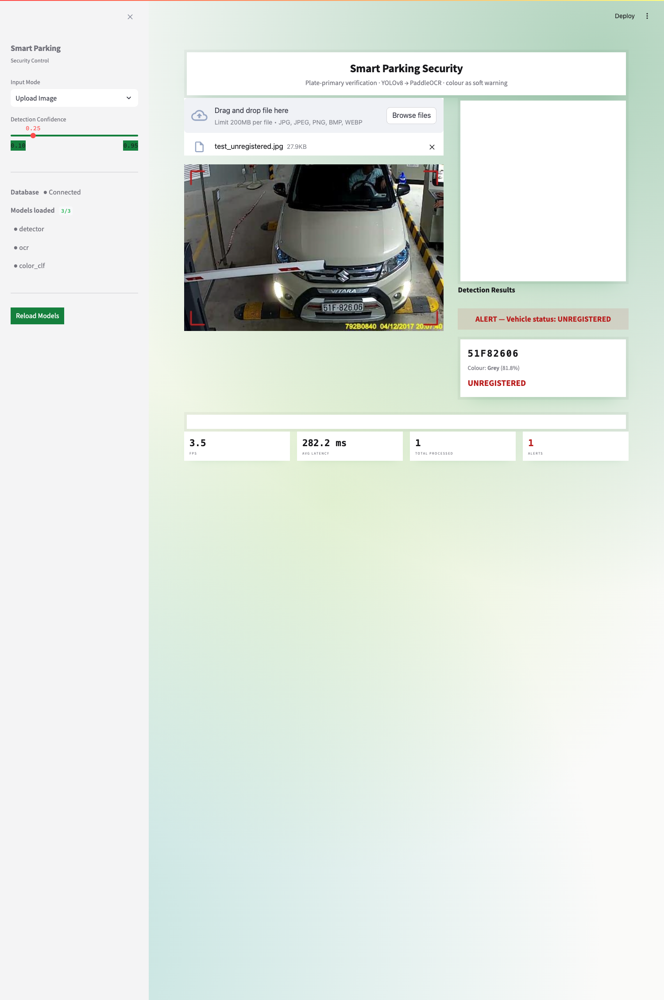 Deploy
Smart Parking
Security Control
Input Mode
Upload Image
Detection Confidence
0.25
0.10 0.95
Database ● Connected
Models loaded 3/3
● detector
● ocr
● color_clf
Reload Models
Smart Parking Security
Plate-primary verification · YOLOv8 → PaddleOCR · colour as soft warning
Drag and drop file here
Limit 200MB per file • JPG, JPEG, PNG, BMP, WEBP
Browse files
test_unregistered.jpg 27.9KB
VITARA
51F-826.06
792B0840 04/12/2017 20:07:40
Detection Results
ALERT — Vehicle status: UNREGISTERED
51F82606
Colour: Grey (81.8%)
UNREGISTERED
3.5
FPS
282.2 ms
AVG LATENCY
1
TOTAL PROCESSED
1
ALERTS